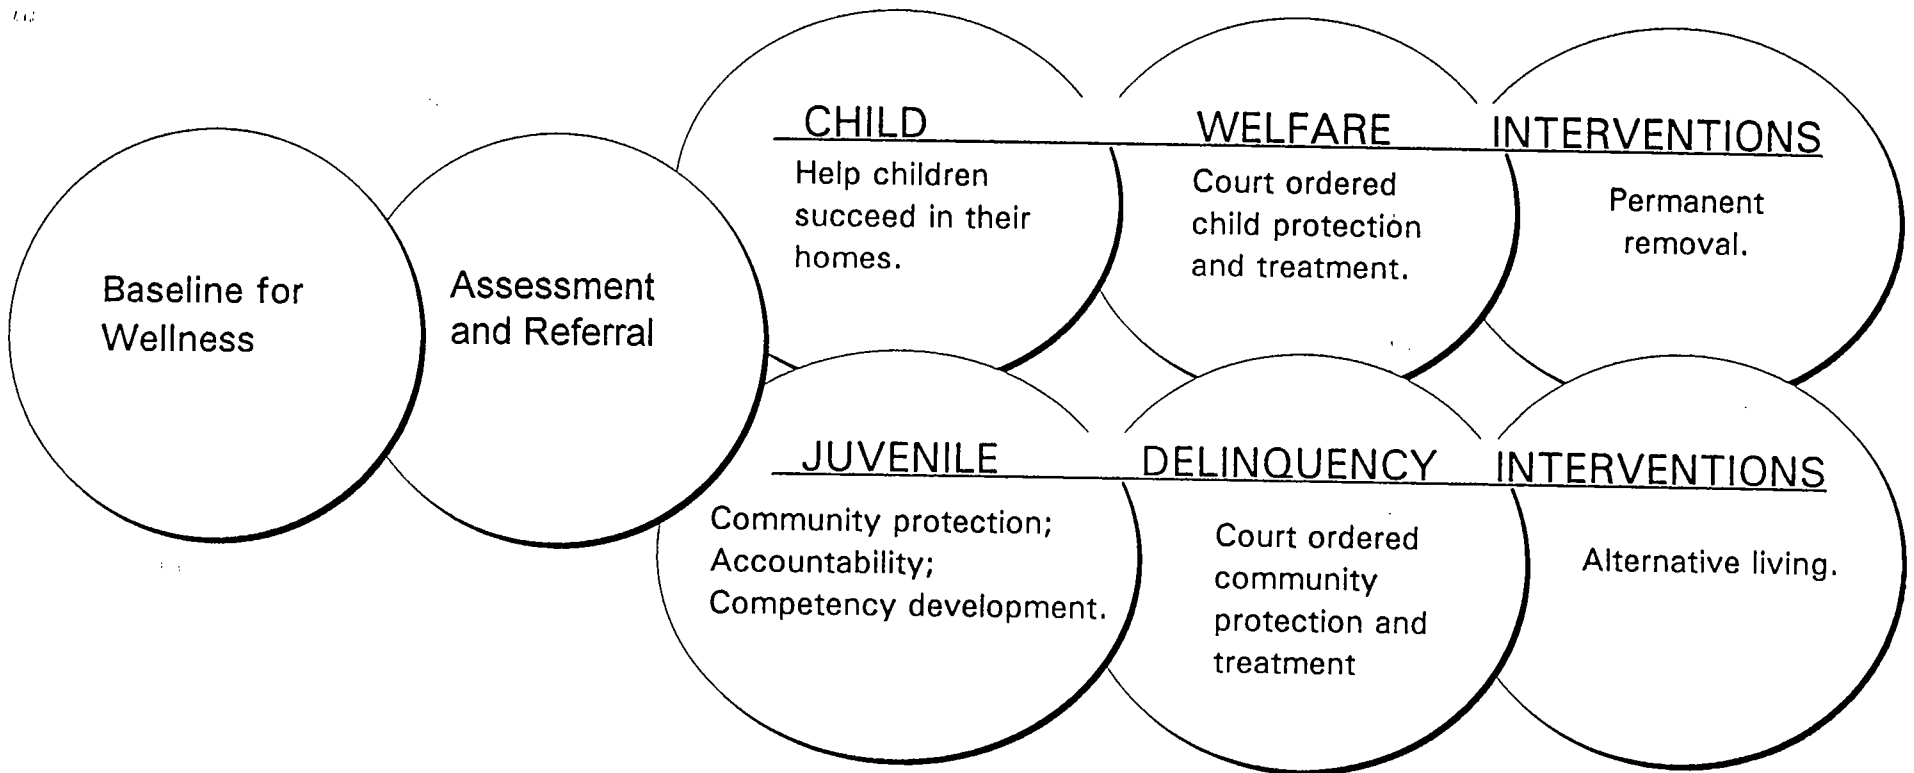 Baseline for
Wellness
Assessment
and Referral
CHILD WELFARE INTERVENTIONS
Help children
succeed in their
homes.
Court ordered
child protection
and treatment.
Permanent
removal.
JUVENILE DELINQUENCY INTERVENTIONS
Community protection;
Accountability;
Competency development.
Court ordered
community
protection and
treatment
Alternative living.